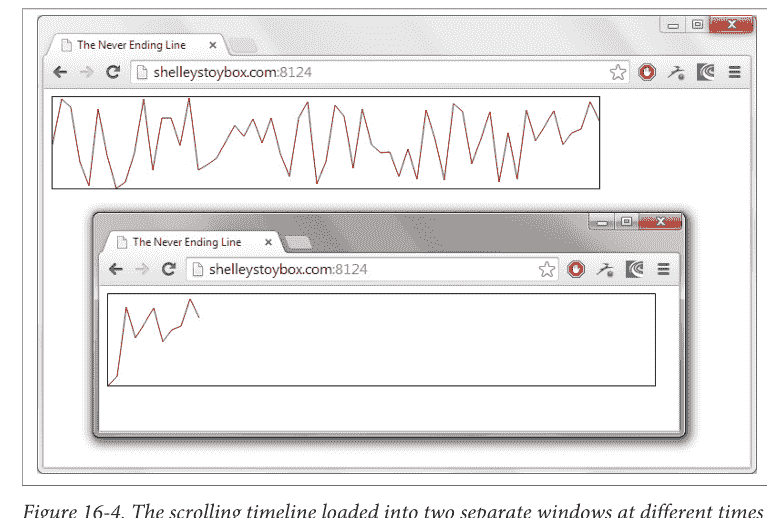 The Never Ending Line
shelleystoybox.com:8124
The Never Ending Line
shelleystoybox.com:8124
Figure 16-4. The scrolling timeline loaded into two separate windows at different times